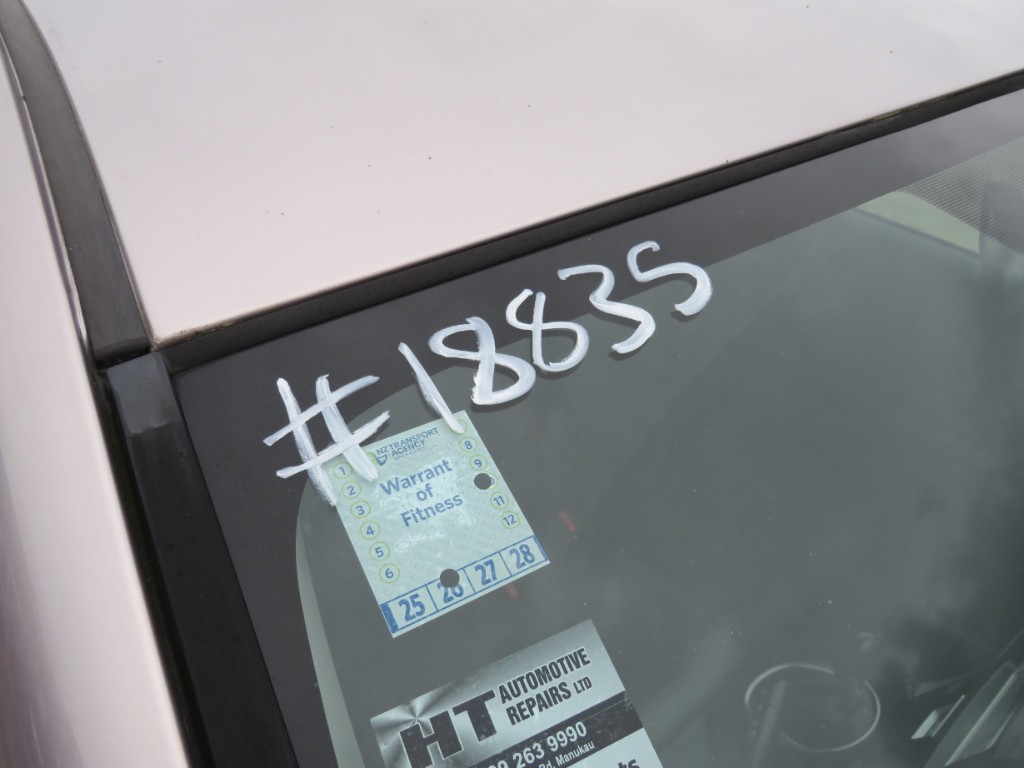 #18835
NZ TRANSPORT
AGENCY
Warrant
of
Fitness
1
2
3
4
5
6
8
9
11
12
25 26 27 28
HT AUTOMOTIVE
REPAIRS LTD
263 9990
Rd, Manukau